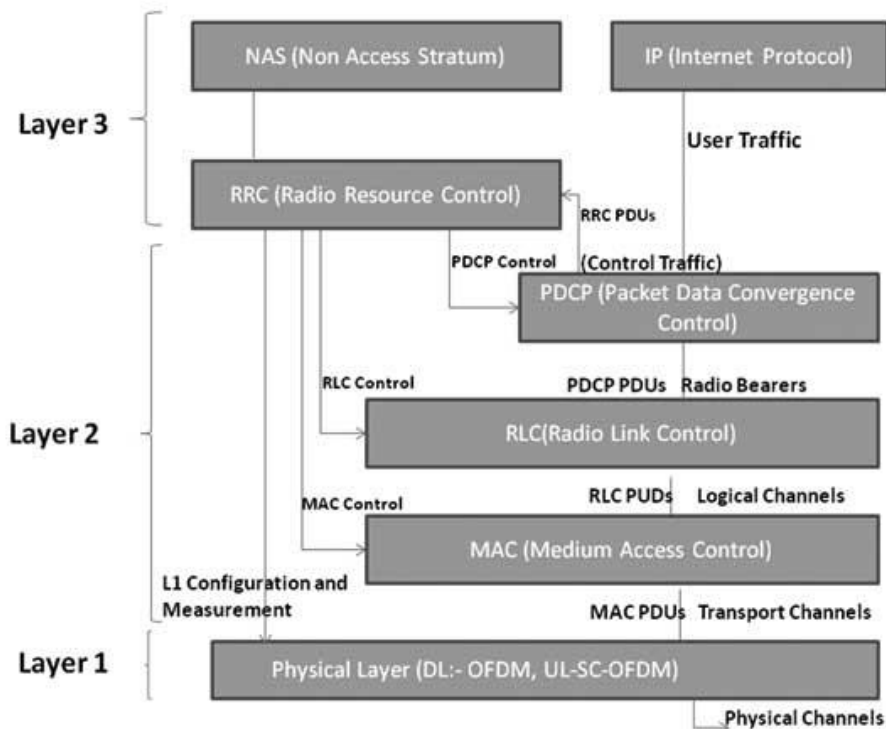 NAS (Non Access Stratum)
IP (Internet Protocol)
Layer 3
User Traffic
RRC (Radio Resource Control)
RRC PDUs
PDCP Control
(Control Traffic)
PDCP (Packet Data Convergence
Control)
RLC Control
PDCP PDUs Radio Bearers
Layer 2
RLC(Radio Link Control)
RLC PUDs Logical Channels
MAC Control
MAC (Medium Access Control)
L1 Configuration and
Measurement
MAC PDUs Transport Channels
Layer 1
Physical Layer (DL:- OFDM, UL-SC-OFDM)
Physical Channels